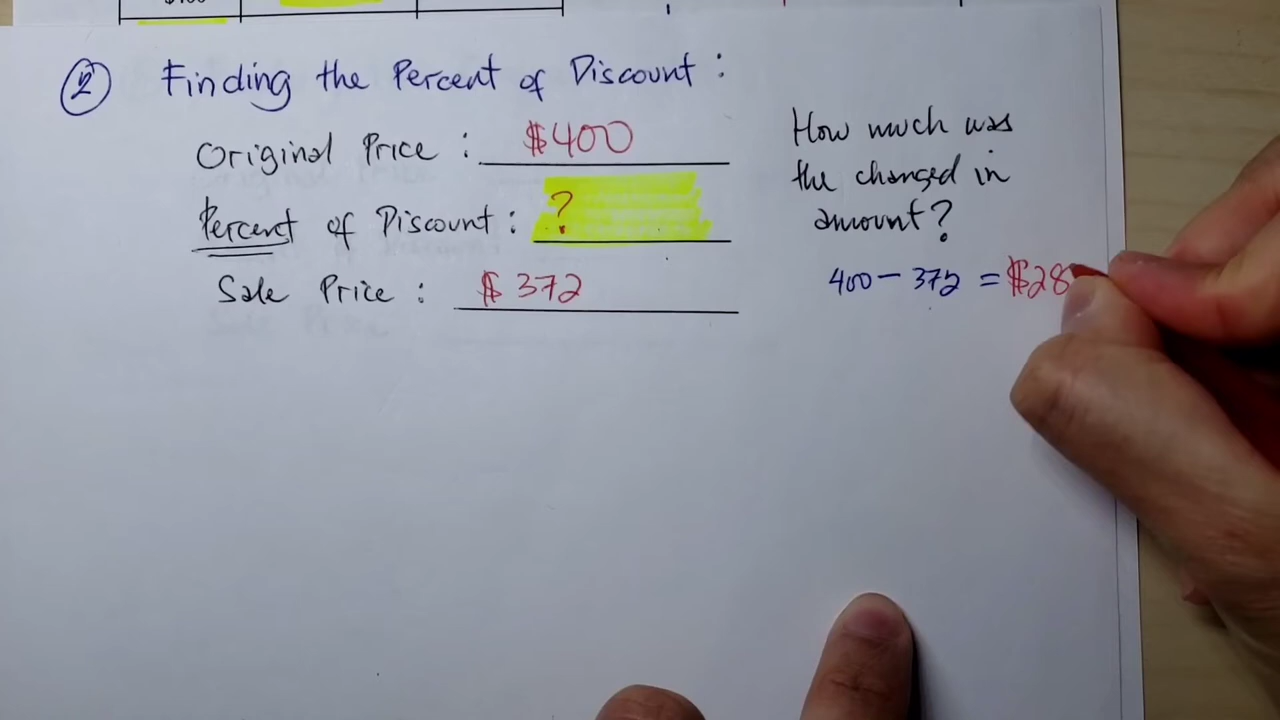 ② Finding the Percent of Discount:
Original Price: $400
Percent of Discount: ?
Sale Price: $372
How much was
the changed in
amount?
400 - 372 = $28